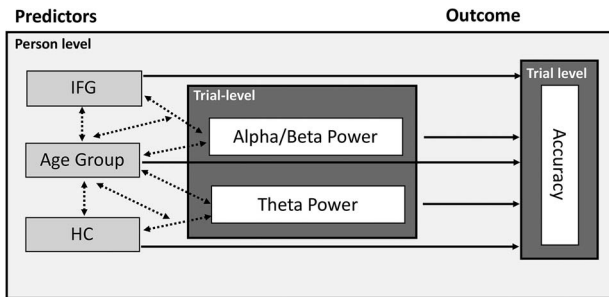 Predictors
Outcome
Person level
IFG
Trial-level
Trial level
Alpha/Beta Power
Age Group
Accuracy
Theta Power
HC